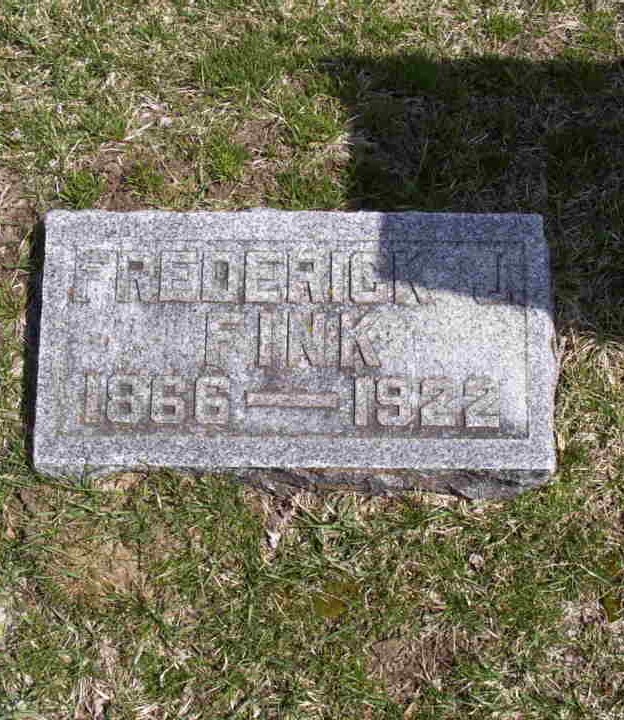 FREDERICK J.
FINK
1866 — 1922